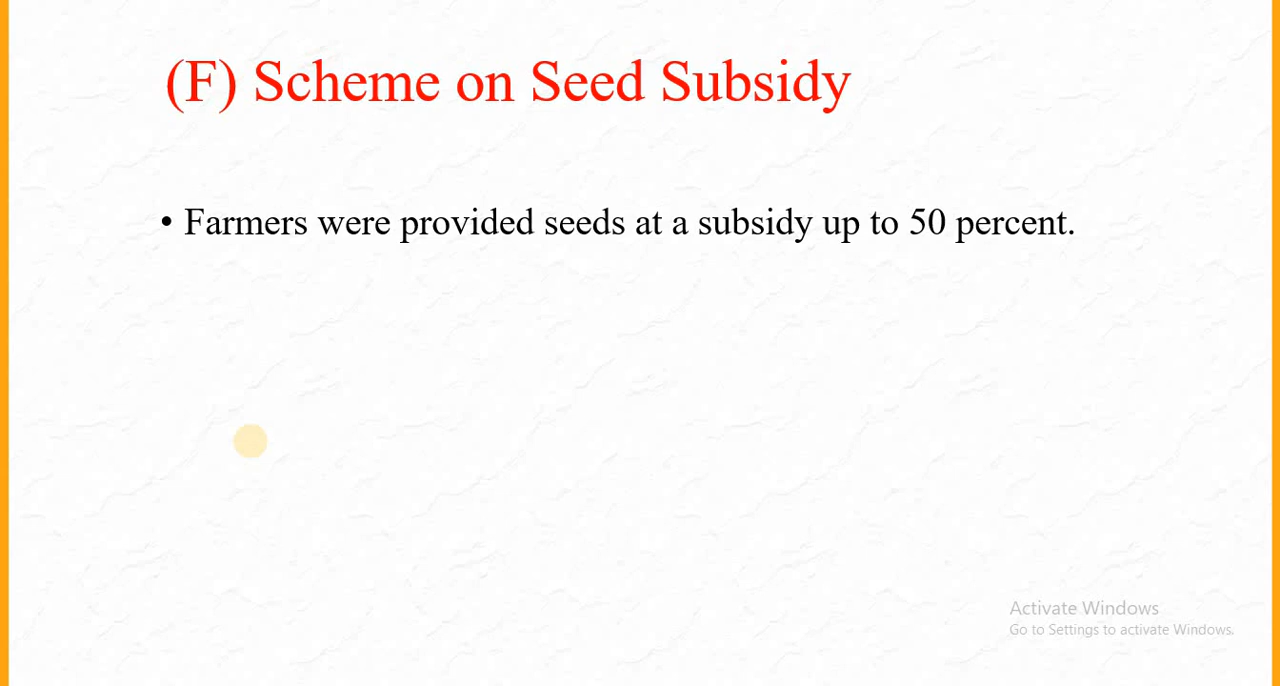 (F) Scheme on Seed Subsidy
• Farmers were provided seeds at a subsidy up to 50 percent.
Activate Windows
Go to Settings to activate Windows.